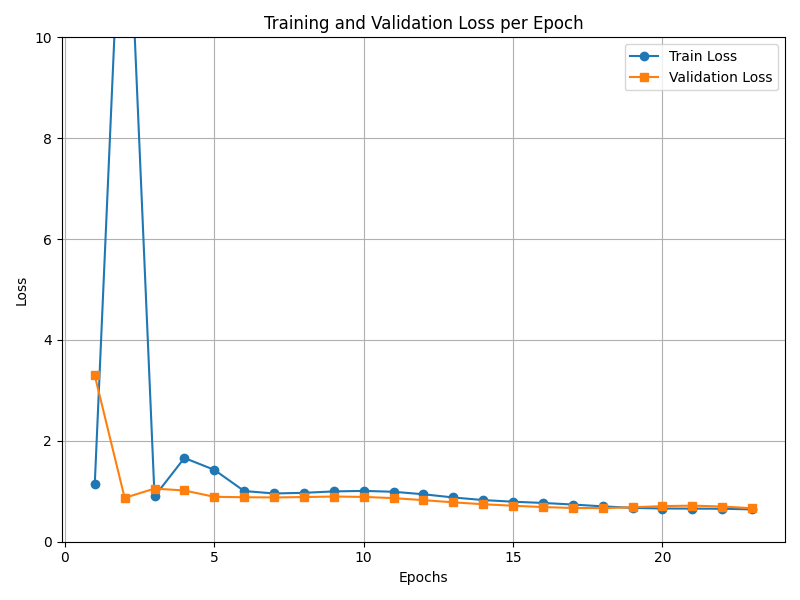 Training and Validation Loss per Epoch
Train Loss
Validation Loss
Loss
10
8
6
4
2
0
0 5 10 15 20
Epochs